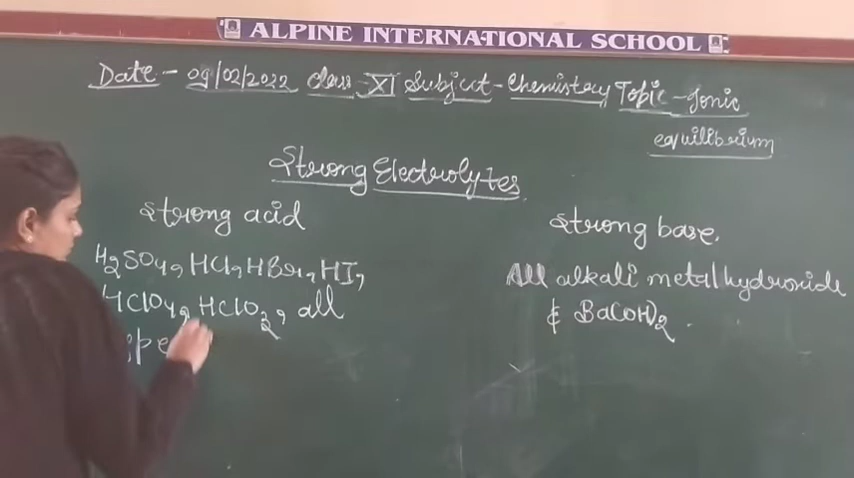 ALPINE INTERNATIONAL SCHOOL
Date - 09/02/2022 class - XI Subject - Chemistry Topic - Ionic
equilibrium
Strong Electrolytes
Strong acid
Strong base.
H2SO4, HCl, HBr, HI,
All alkali metal hydroxide
HClO4, HClO3, all
& Ba(OH)2.